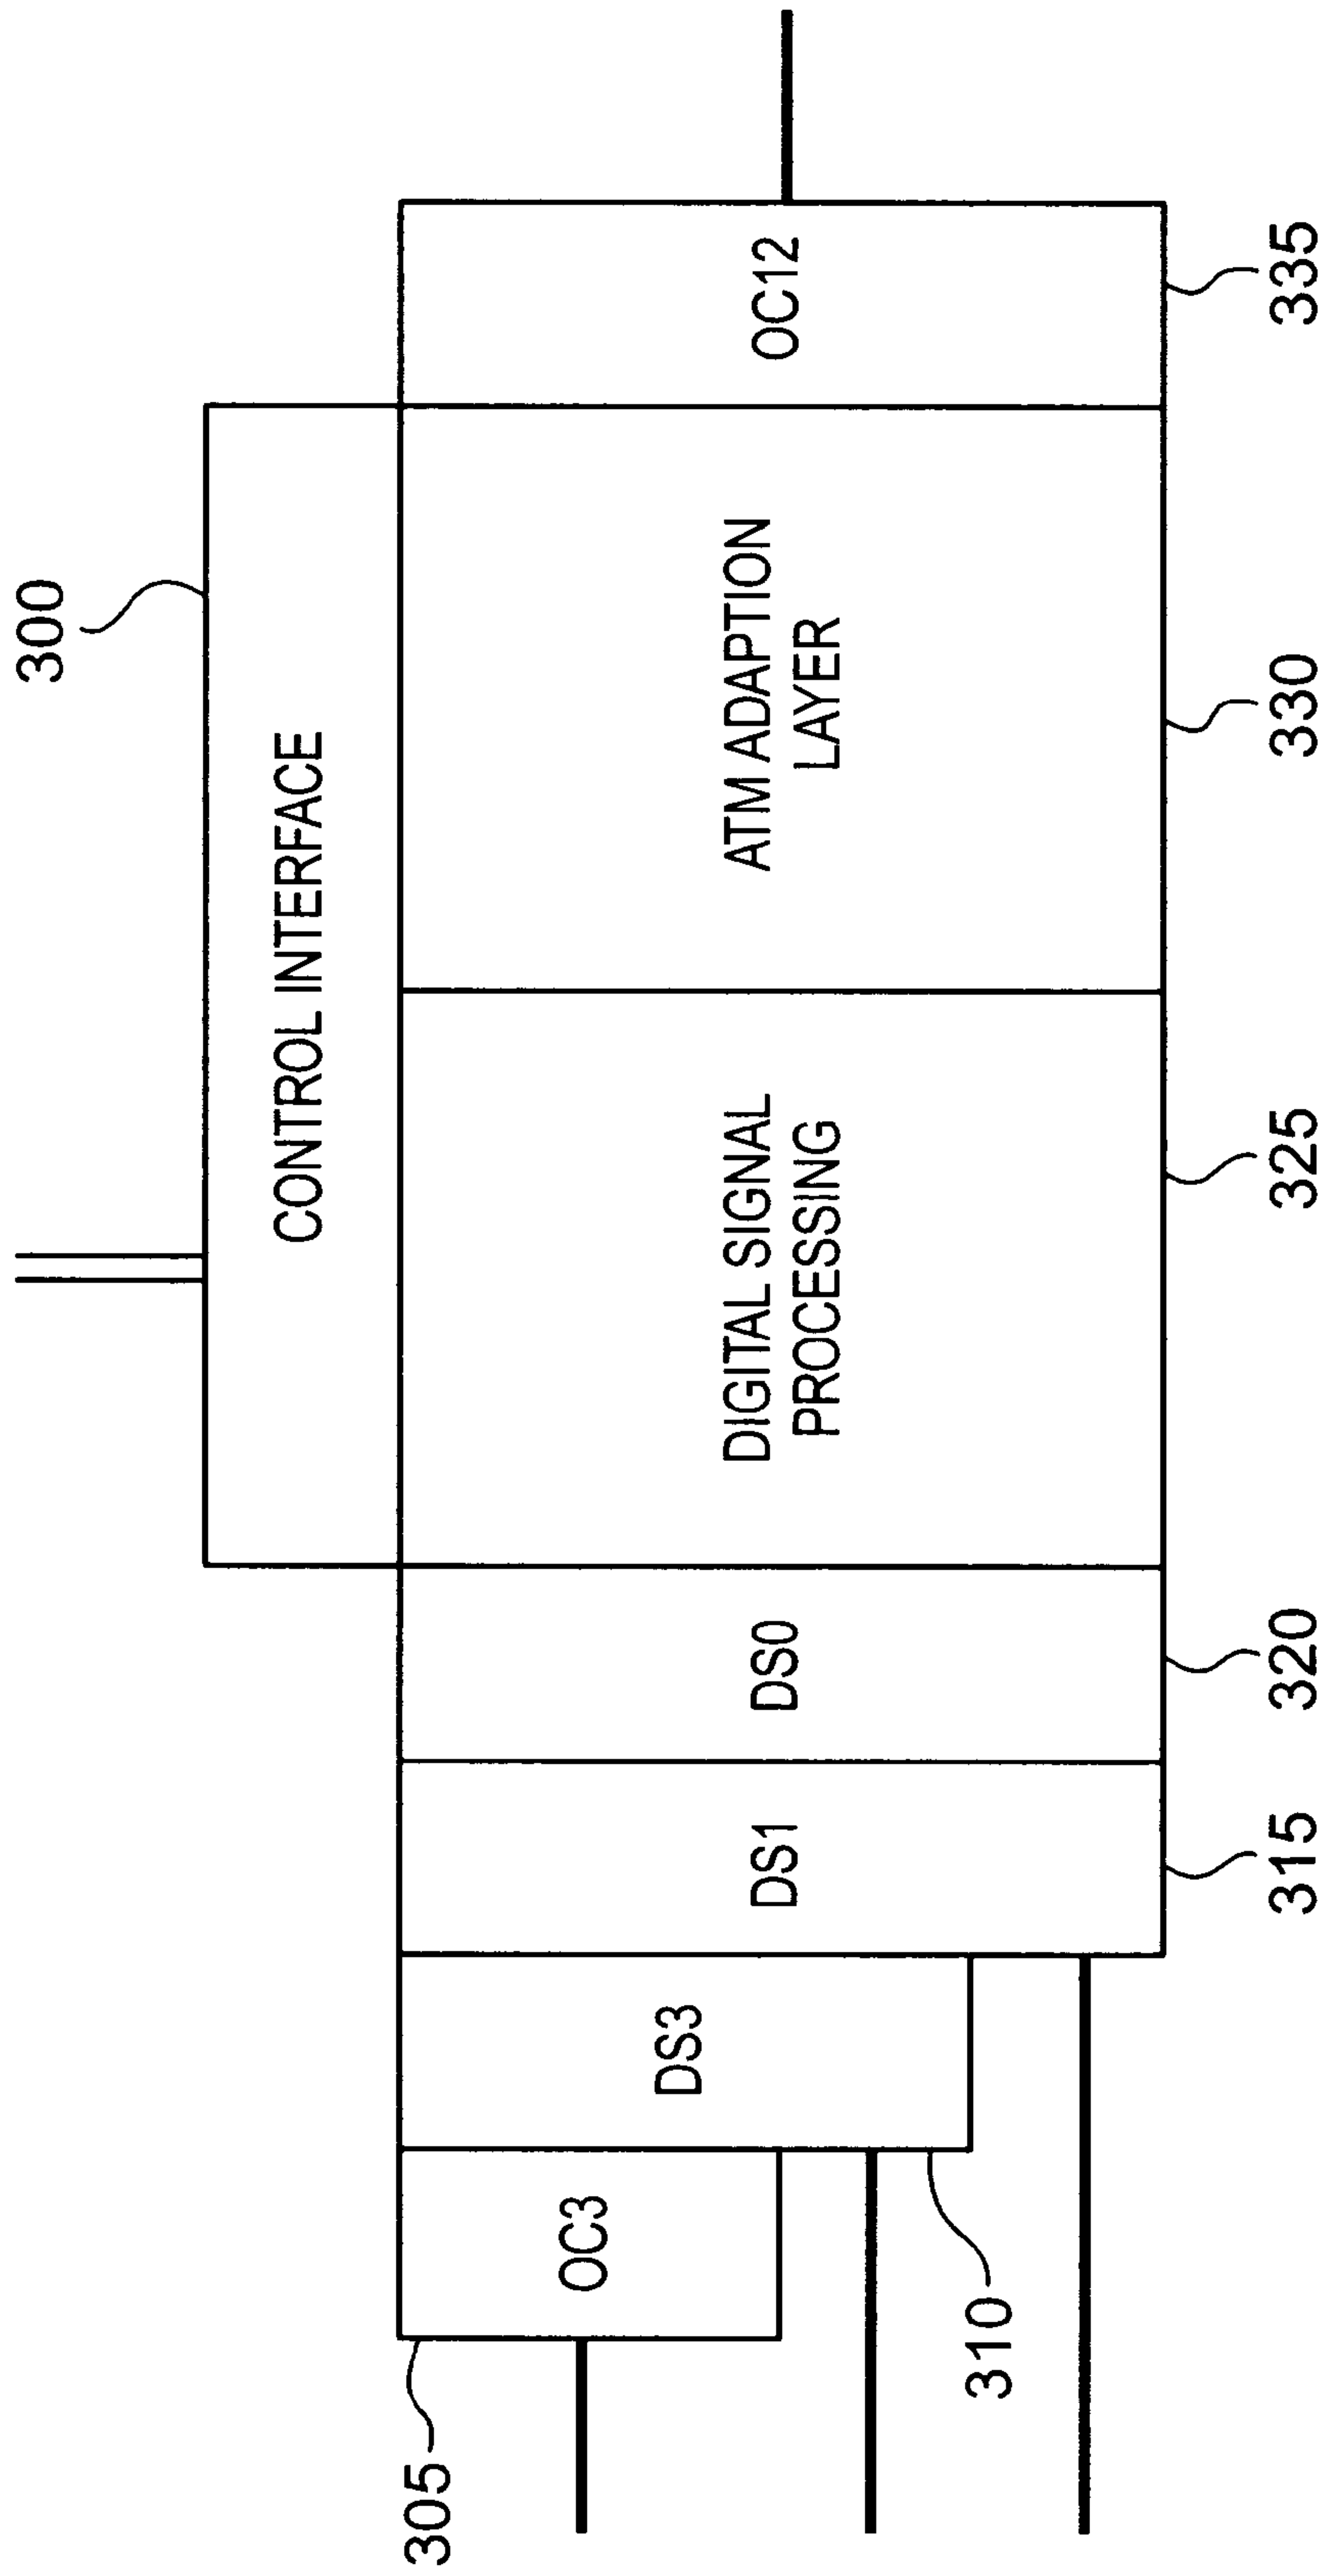 300
CONTROL INTERFACE
OC3
DS3
DS1
DS0
DIGITAL SIGNAL
PROCESSING
ATM ADAPTION
LAYER
OC12
305
310
315
320
325
330
335